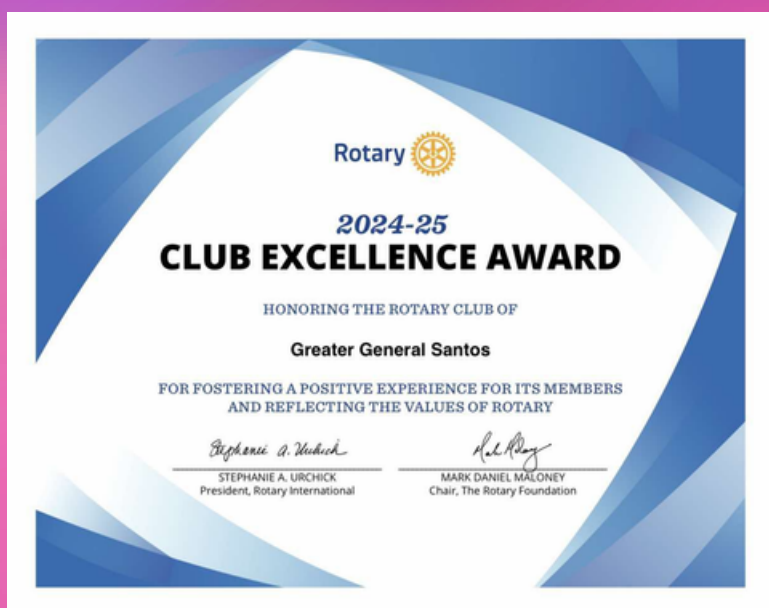 Rotary
2024-25
CLUB EXCELLENCE AWARD
HONORING THE ROTARY CLUB OF
Greater General Santos
FOR FOSTERING A POSITIVE EXPERIENCE FOR ITS MEMBERS
AND REFLECTING THE VALUES OF ROTARY
Stephanie A. Urchick
STEPHANIE A. URCHICK
President, Rotary International
MARK DANIEL MALONEY
Chair, The Rotary Foundation